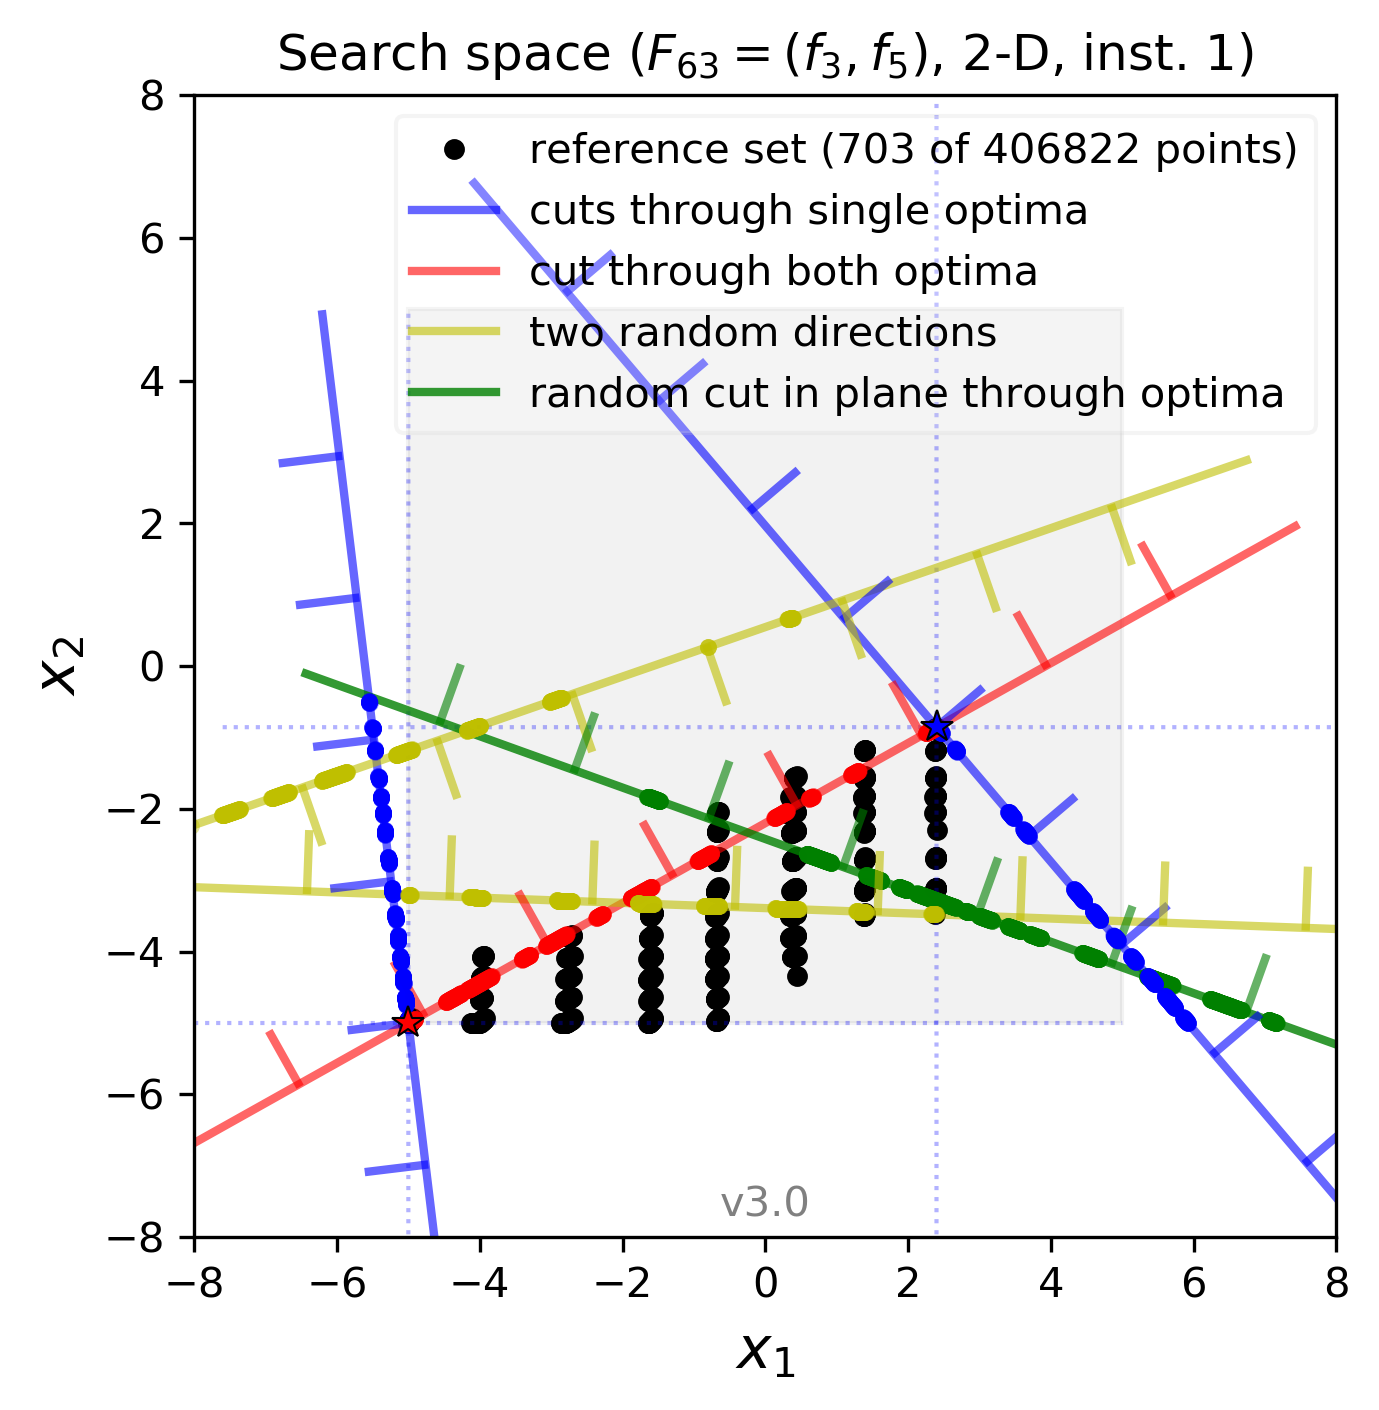 Search space (F₆₃ = (f₃, f₅), 2-D, inst. 1)
reference set (703 of 406822 points)
cuts through single optima
cut through both optima
two random directions
random cut in plane through optima
8
6
4
2
0
−2
−4
−6
−8
x₂
v3.0
−8 −6 −4 −2 0 2 4 6 8
x₁